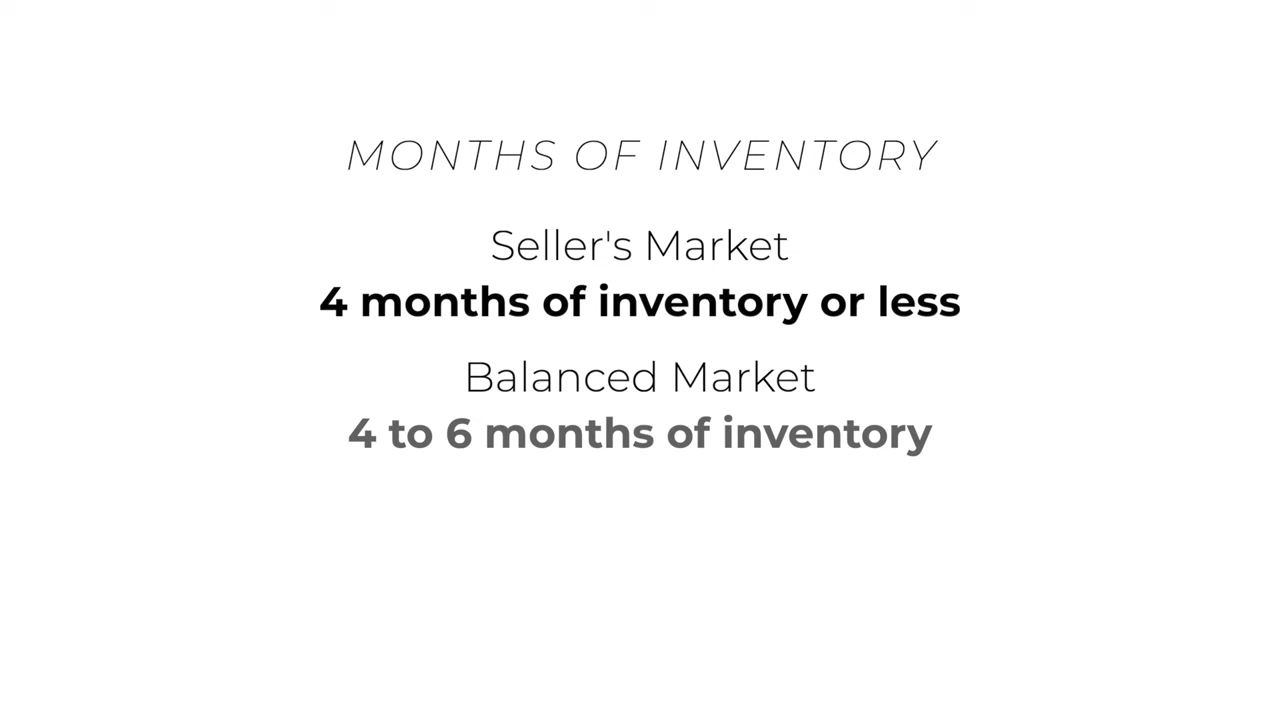 MONTHS OF INVENTORY
Seller's Market
4 months of inventory or less
Balanced Market
4 to 6 months of inventory